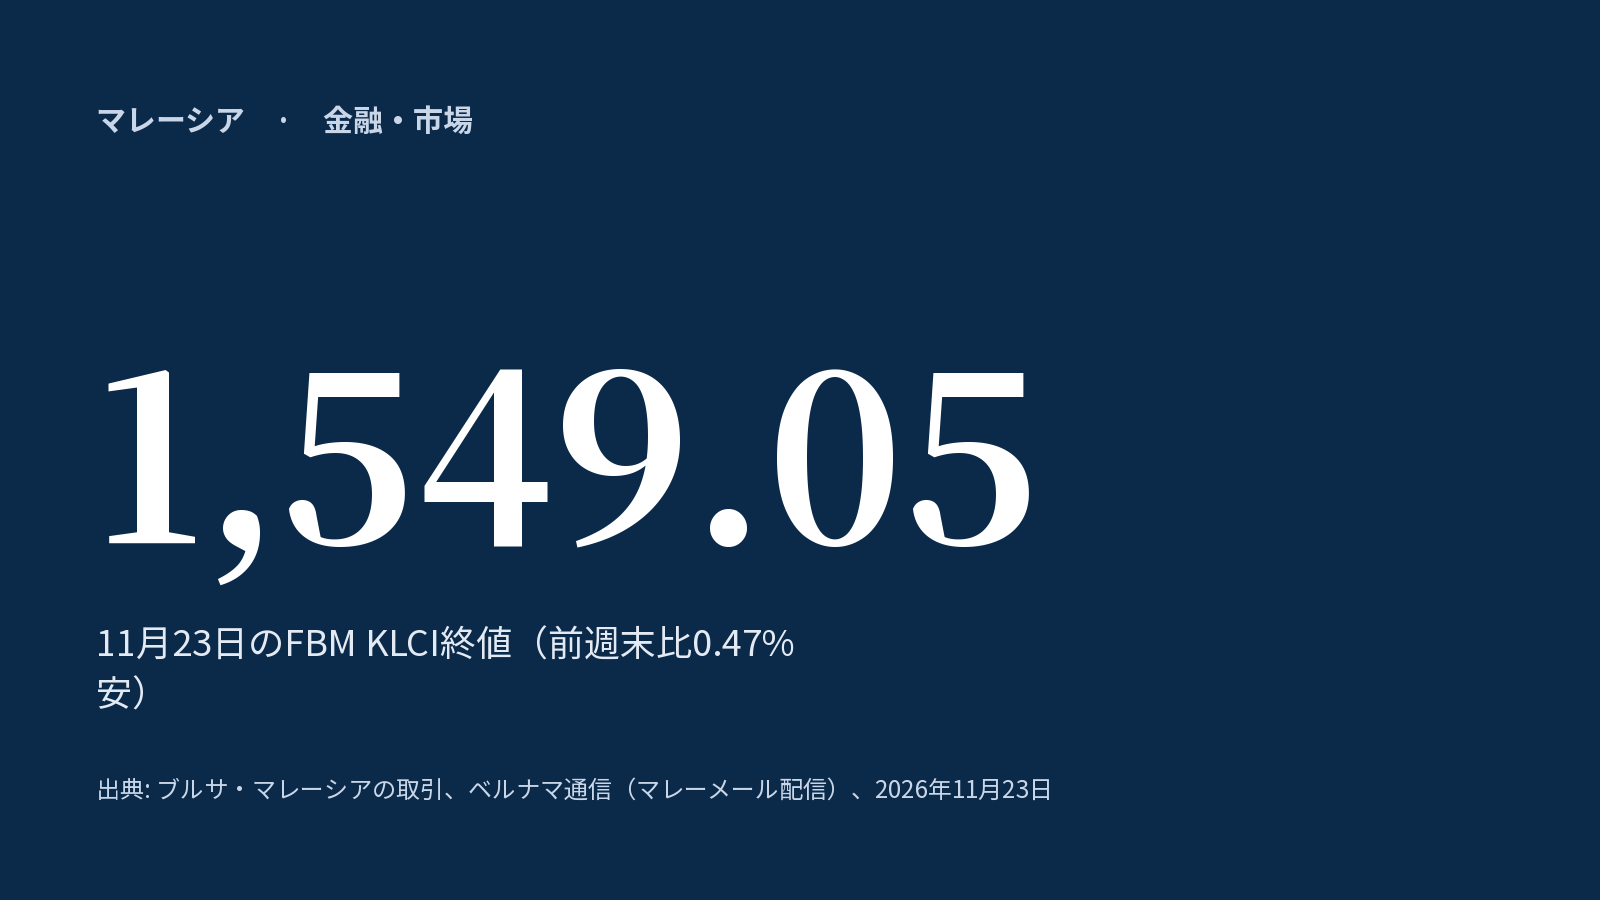 マレーシア · 金融・市場
1,549.05
11月23日のFBM KLCI終値（前週末比0.47%
安）
出典: ブルサ・マレーシアの取引、ベルナマ通信（マレーメール配信）、2026年11月23日